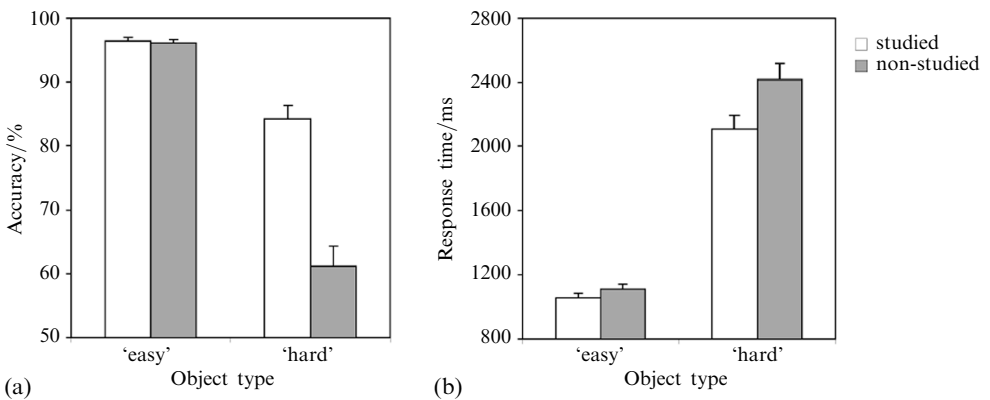 100
90
80
70
60
50
Accuracy/%
'easy'
'hard'
Object type
(a)
2800
2400
2000
1600
1200
800
Response time/ms
'easy'
'hard'
Object type
(b)
studied
non-studied